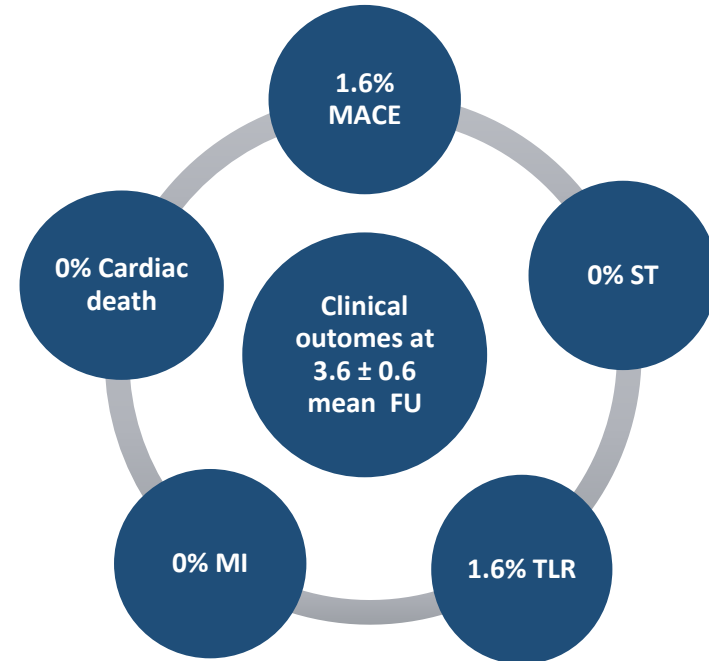 1.6%
MACE
0% Cardiac
death
0% ST
Clinical
outcomes at
3.6 ± 0.6
mean  FU
0% MI
1.6% TLR